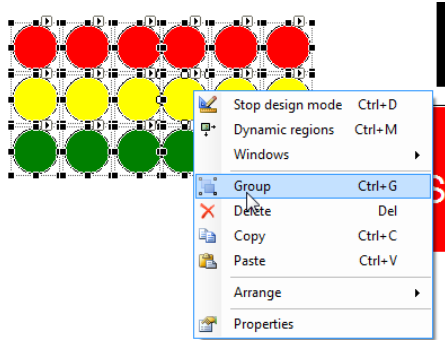 Stop design mode Ctrl+D
Dynamic regions Ctrl+M
Windows
Group Ctrl+G
Delete Del
Copy Ctrl+C
Paste Ctrl+V
Arrange
Properties
S